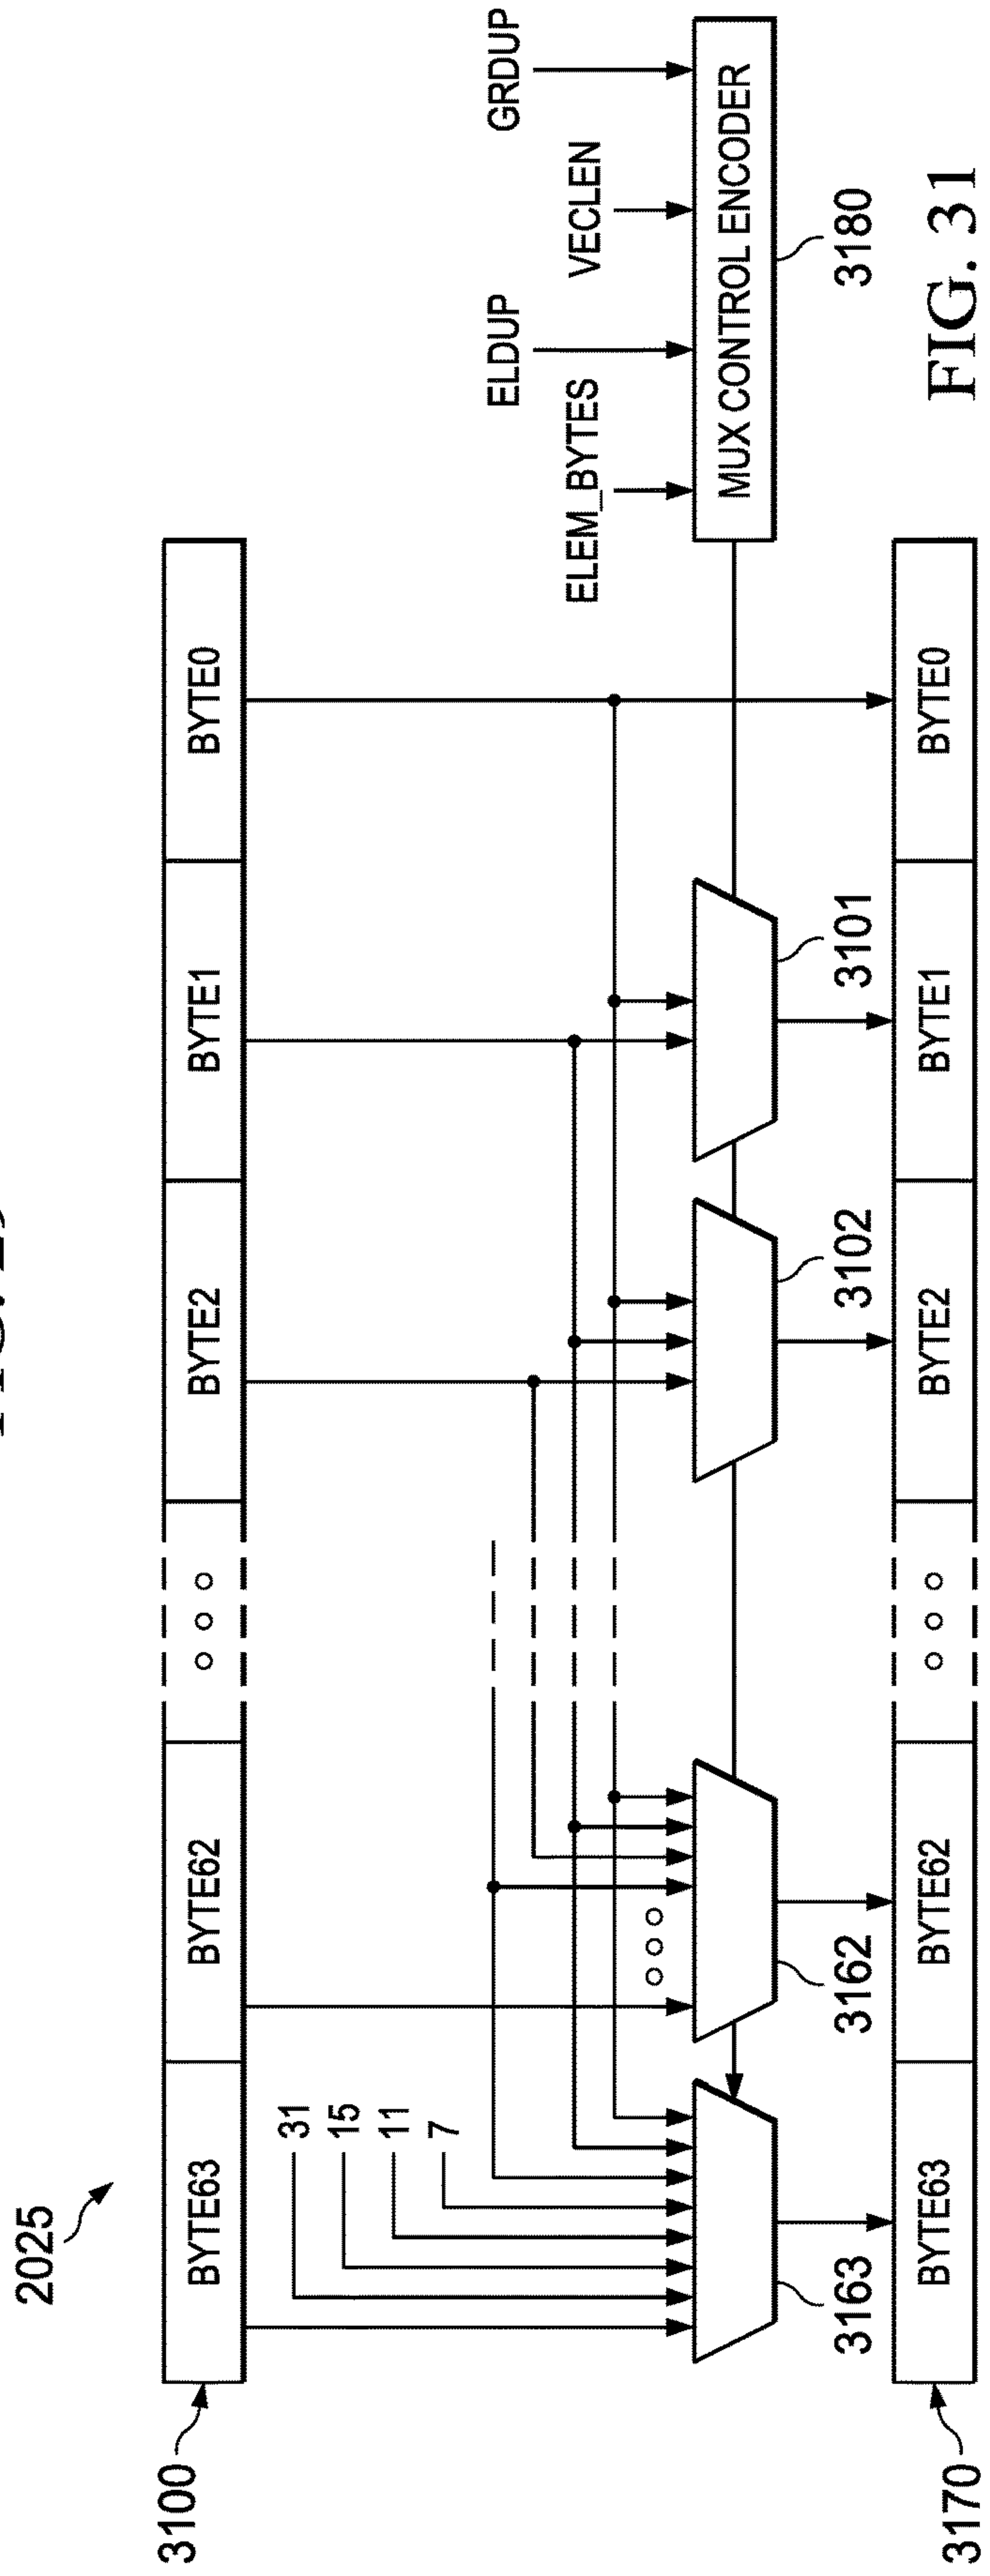 2025
3100
BYTE63
BYTE62
BYTE2
BYTE1
BYTE0
31
15
11
7
GRDUP
VECLEN
ELDUP
ELEM_BYTES
MUX CONTROL ENCODER
3180
3163
3162
3102
3101
3170
BYTE63
BYTE62
BYTE2
BYTE1
BYTE0
FIG. 31